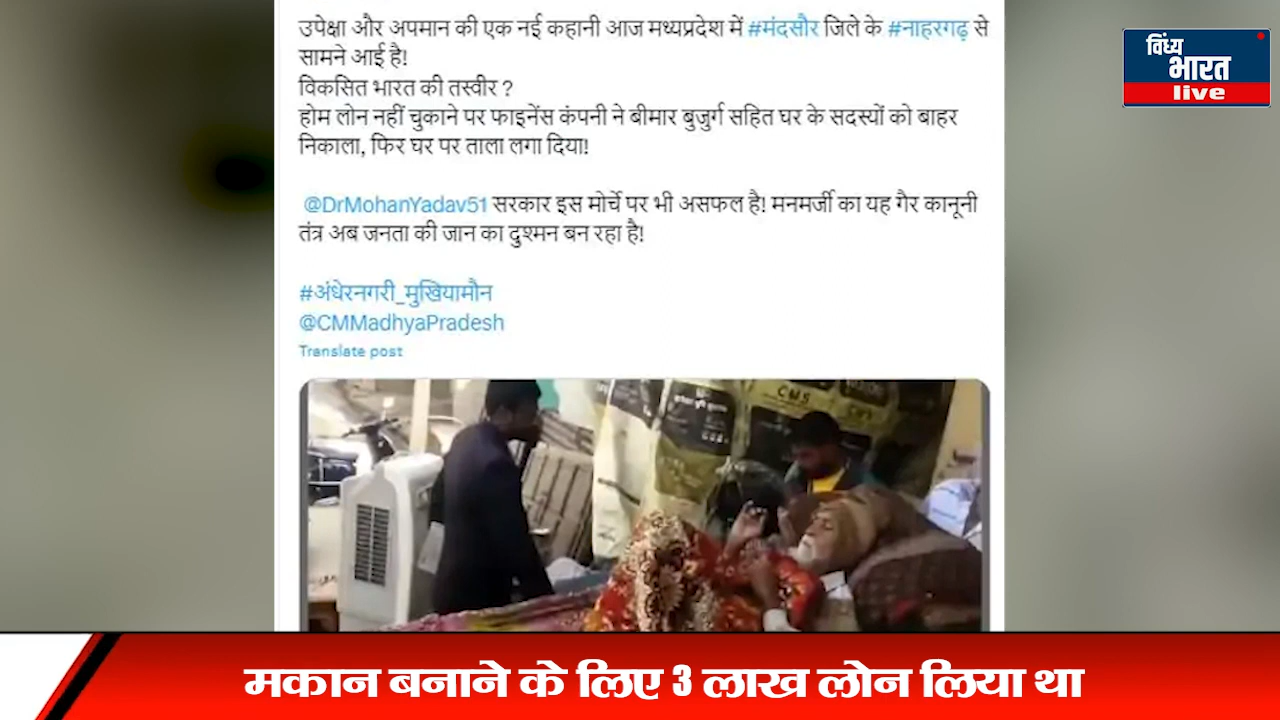 उपेक्षा और अपमान की एक नई कहानी आज मध्यप्रदेश में #मंदसौर जिले के #नाहरगढ़ से
सामने आई है!
विकसित भारत की तस्वीर ?
होम लोन नहीं चुकाने पर फाइनेंस कंपनी ने बीमार बुजुर्ग सहित घर के सदस्यों को बाहर
निकाला, फिर घर पर ताला लगा दिया!
@DrMohanYadav51 सरकार इस मोर्चे पर भी असफल है! मनमर्जी का यह गैर कानूनी
तंत्र अब जनता की जान का दुश्मन बन रहा है!
#अंधेरनगरी_मुखियामौन
@CMMadhyaPradesh
Translate post
विंध्य
भारत
live
CMS
मकान बनाने के लिए 3 लाख लोन लिया था